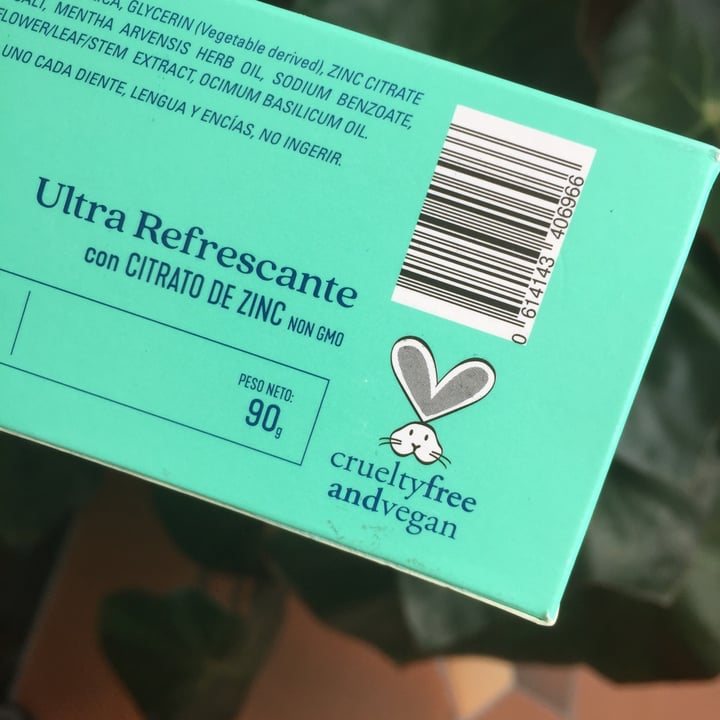 GLYCERIN (Vegetable derived), ZINC CITRATE
MENTHA ARVENSIS HERB OIL, SODIUM BENZOATE,
FLOWER/LEAF/STEM EXTRACT, OCIMUM BASILICUM OIL.
UNO CADA DIENTE, LENGUA Y ENCÍAS, NO INGERIR.
Ultra Refrescante
con CITRATO DE ZINC NON GMO
PESO NETO:
90g
0 614143 406966
crueltyfree
andvegan